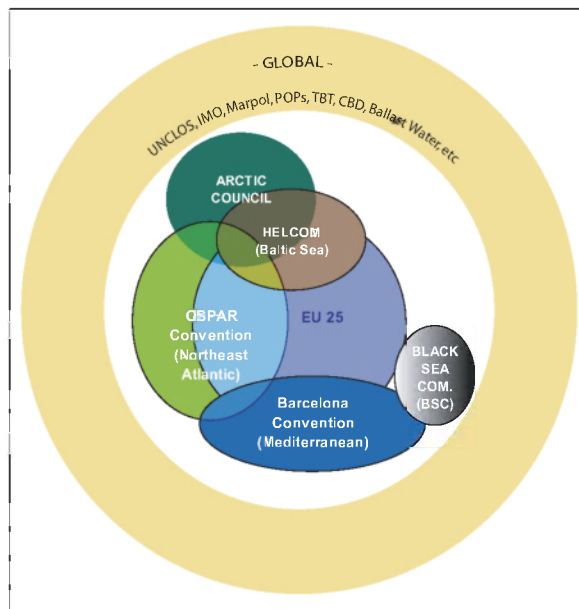 - GLOBAL -
UNCLOS, IMO, Marpol, POPs, TBT, CBD, Ballast Water, etc
ARCTIC
COUNCIL
HELCOM
(Baltic Sea)
OSPAR
Convention
(Northeast
Atlantic)
EU 25
BLACK
SEA
COM.
(BSC)
Barcelona
Convention
(Mediterranean)